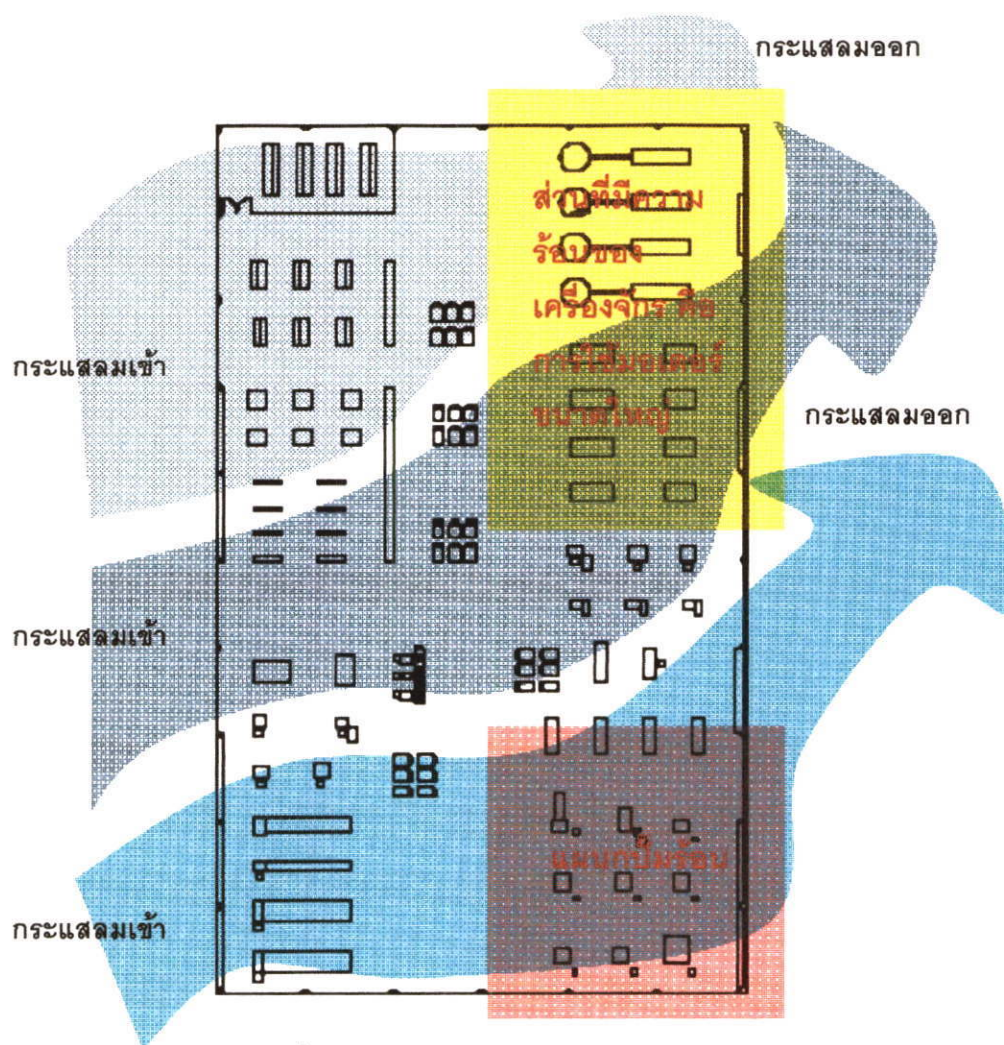 กระแสลมออก
ส่วนที่มีความ
ร้อนของ
เครื่องจักร คือ
การใช้มอเตอร์
ขนาดใหญ่
กระแสลมเข้า
กระแสลมออก
กระแสลมเข้า
แผนกปั๊มร้อน
กระแสลมเข้า